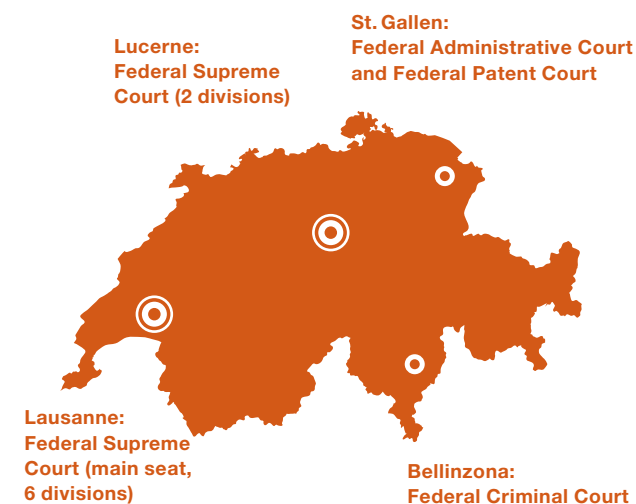 Lucerne:
Federal Supreme
Court (2 divisions)
St. Gallen:
Federal Administrative Court
and Federal Patent Court
Lausanne:
Federal Supreme
Court (main seat,
6 divisions)
Bellinzona:
Federal Criminal Court